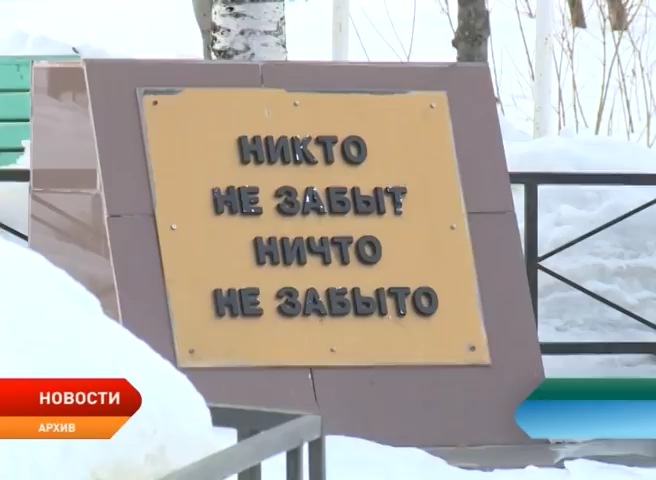 НИКТО
НЕ ЗАБЫТ
НИЧТО
НЕ ЗАБЫТО
НОВОСТИ
АРХИВ